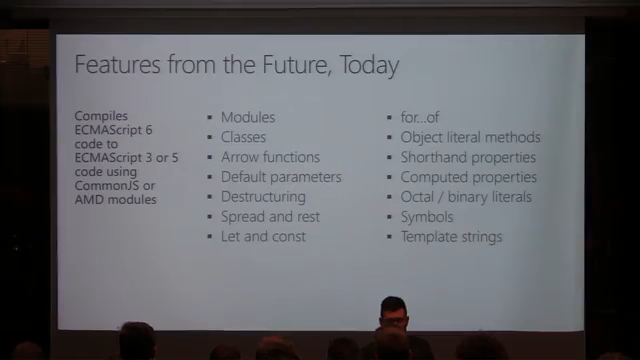 Features from the Future, Today
Compiles
ECMAScript 6
code to
ECMAScript 3 or 5
code using
CommonJS or
AMD modules
▪ Modules
▪ Classes
▪ Arrow functions
▪ Default parameters
▪ Destructuring
▪ Spread and rest
▪ Let and const
▪ for...of
▪ Object literal methods
▪ Shorthand properties
▪ Computed properties
▪ Octal / binary literals
▪ Symbols
▪ Template strings